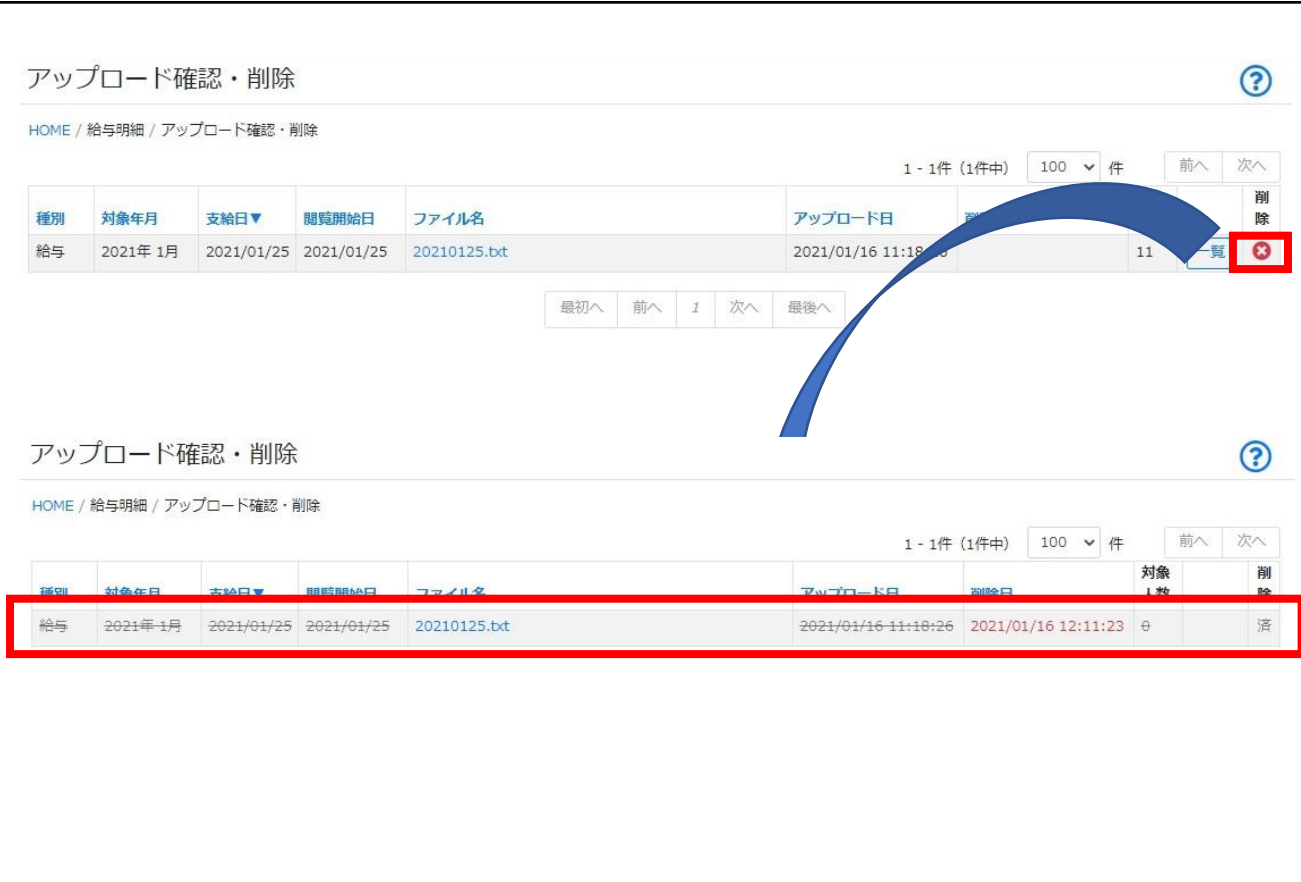 アップロード確認・削除
HOME / 給与明細 / アップロード確認・削除
1 - 1件 (1件中) 100 件 前へ 次へ
種別 対象年月 支給日▼ 閲覧開始日 ファイル名 アップロード日 削除
給与 2021年 1月 2021/01/25 2021/01/25 20210125.txt 2021/01/16 11:18 11 一覧
最初へ 前へ 1 次へ 最後へ
アップロード確認・削除
HOME / 給与明細 / アップロード確認・削除
1 - 1件 (1件中) 100 件 前へ 次へ
種別 対象年月 支給日▼ 閲覧開始日 ファイル名 アップロード日 削除日 対象人数 削除
給与 2021年 1月 2021/01/25 2021/01/25 20210125.txt 2021/01/16 11:18:26 2021/01/16 12:11:23 0 済